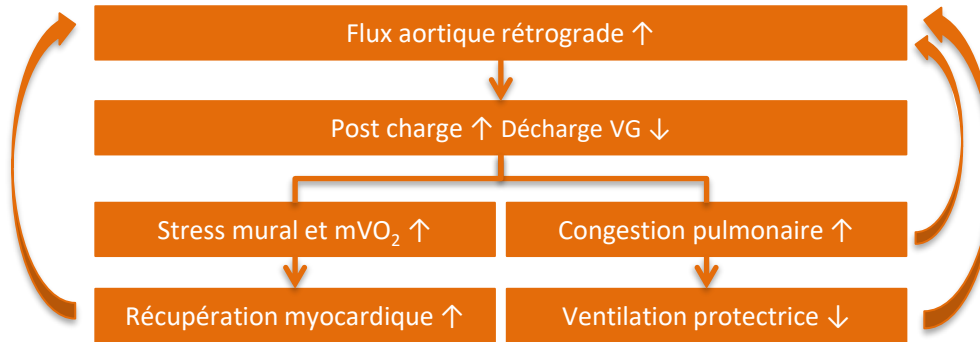 Flux aortique rétrograde ↑
Post charge ↑ Décharge VG ↓
Stress mural et mVO₂ ↑
Congestion pulmonaire ↑
Récupération myocardique ↑
Ventilation protectrice ↓